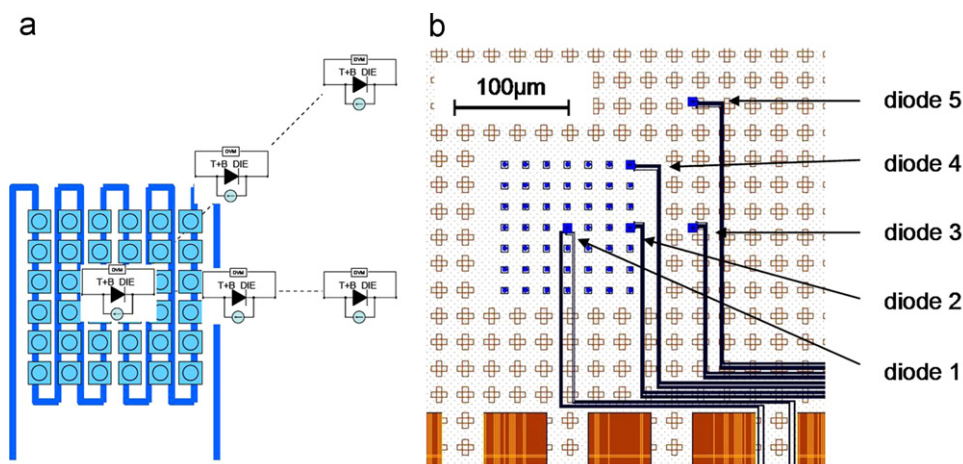 a
b
DVM
T+B DIE
DVM
T+B DIE
DVM
T+B DIE
DVM
T+B DIE
DVM
T+B DIE
100µm
diode 5
diode 4
diode 3
diode 2
diode 1